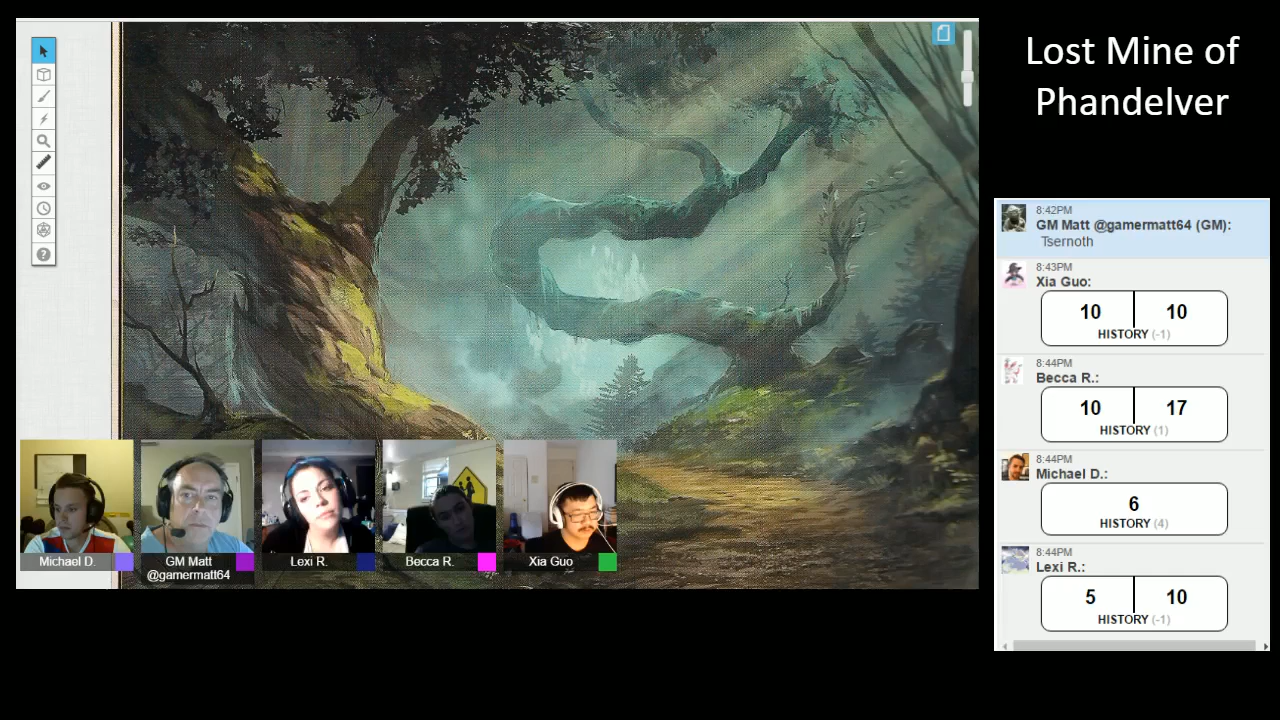 Lost Mine of
Phandelver
8:42PM
GM Matt @gamermatt64 (GM):
Tsernoth
8:43PM
Xia Guo:
10 10
HISTORY (-1)
8:44PM
Becca R.:
10 17
HISTORY (1)
8:44PM
Michael D.:
6
HISTORY (4)
8:44PM
Lexi R.:
5 10
HISTORY (-1)
Michael D.
GM Matt
@gamermatt64
Lexi R.
Becca R.
Xia Guo